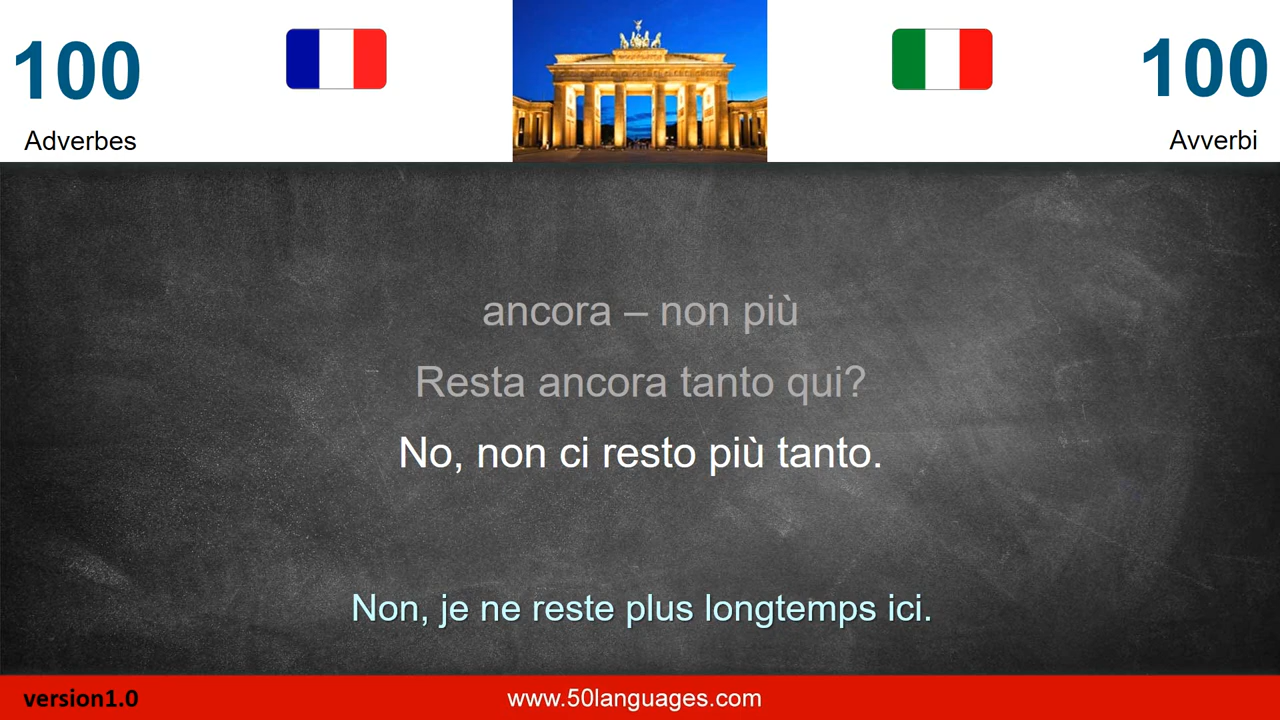 100
100
Adverbes
Avverbi
ancora – non più
Resta ancora tanto qui?
No, non ci resto più tanto.
Non, je ne reste plus longtemps ici.
version1.0
www.50languages.com